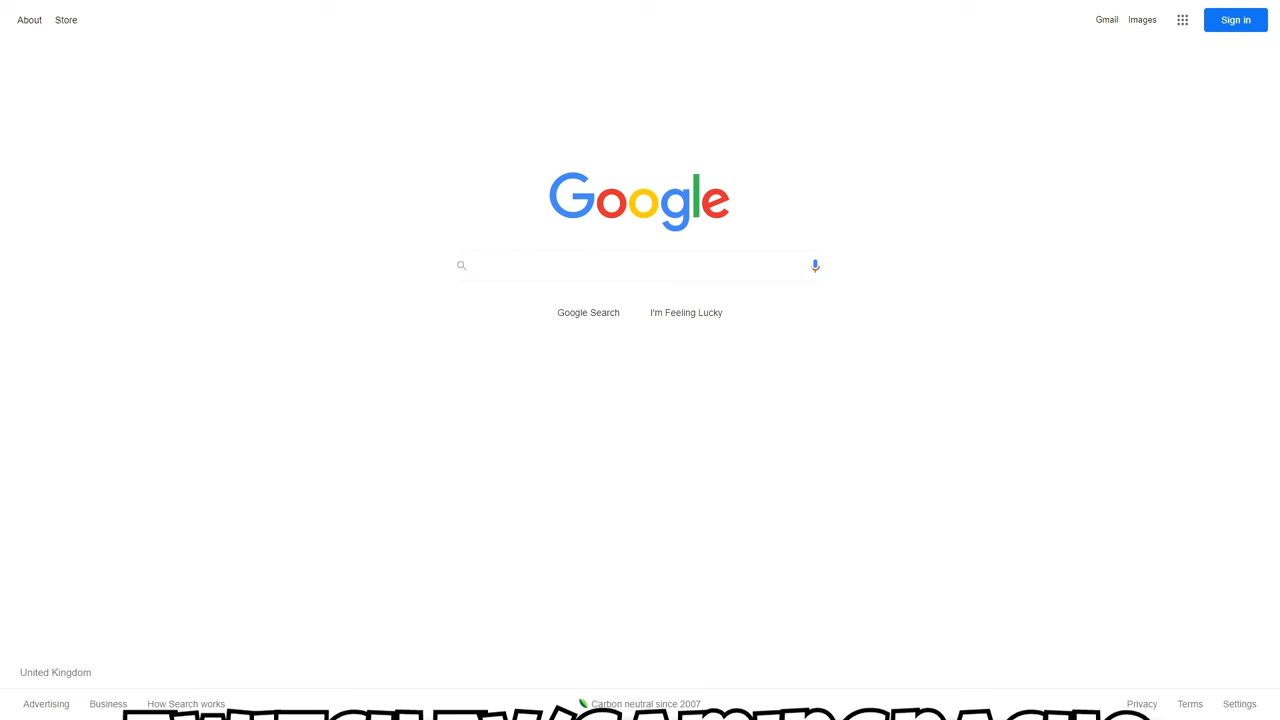 About Store Gmail Images Sign in
Google
Google Search I'm Feeling Lucky
United Kingdom
Advertising Business How Search works Carbon neutral since 2007 Privacy Terms Settings